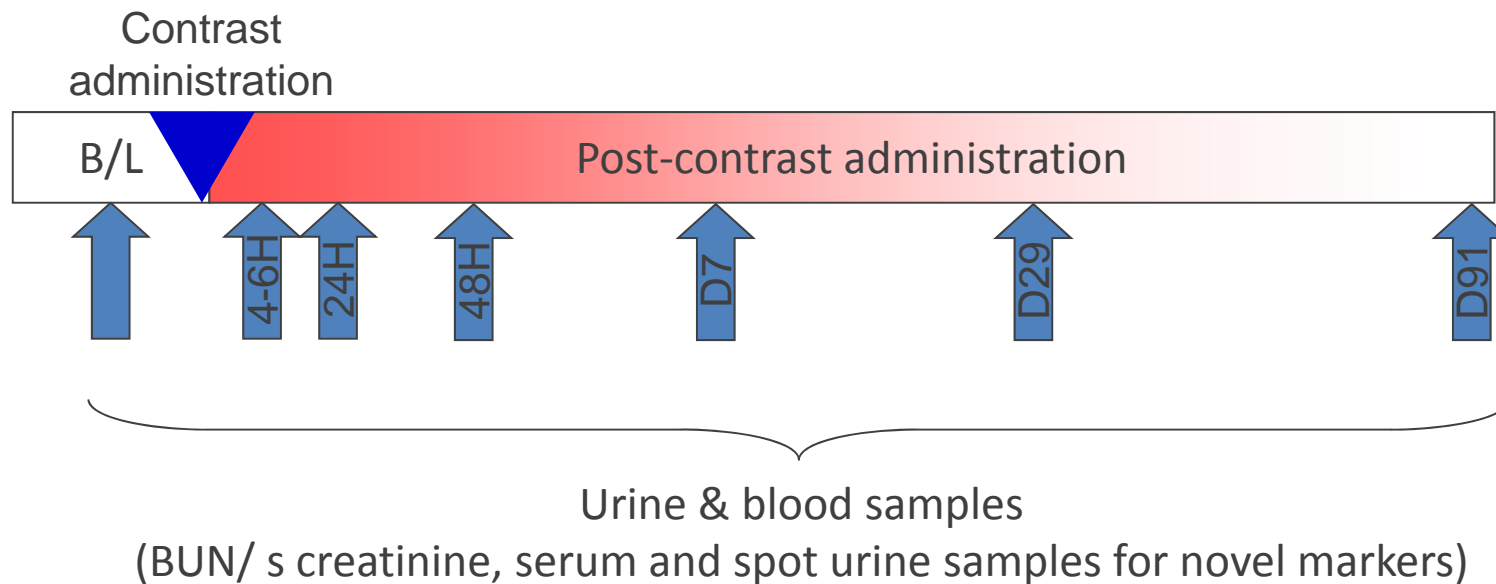 Contrast
administration
B/L
Post-contrast administration
4-6H
24H
48H
D7
D29
D91
Urine & blood samples
(BUN/ s creatinine, serum and spot urine samples for novel markers)